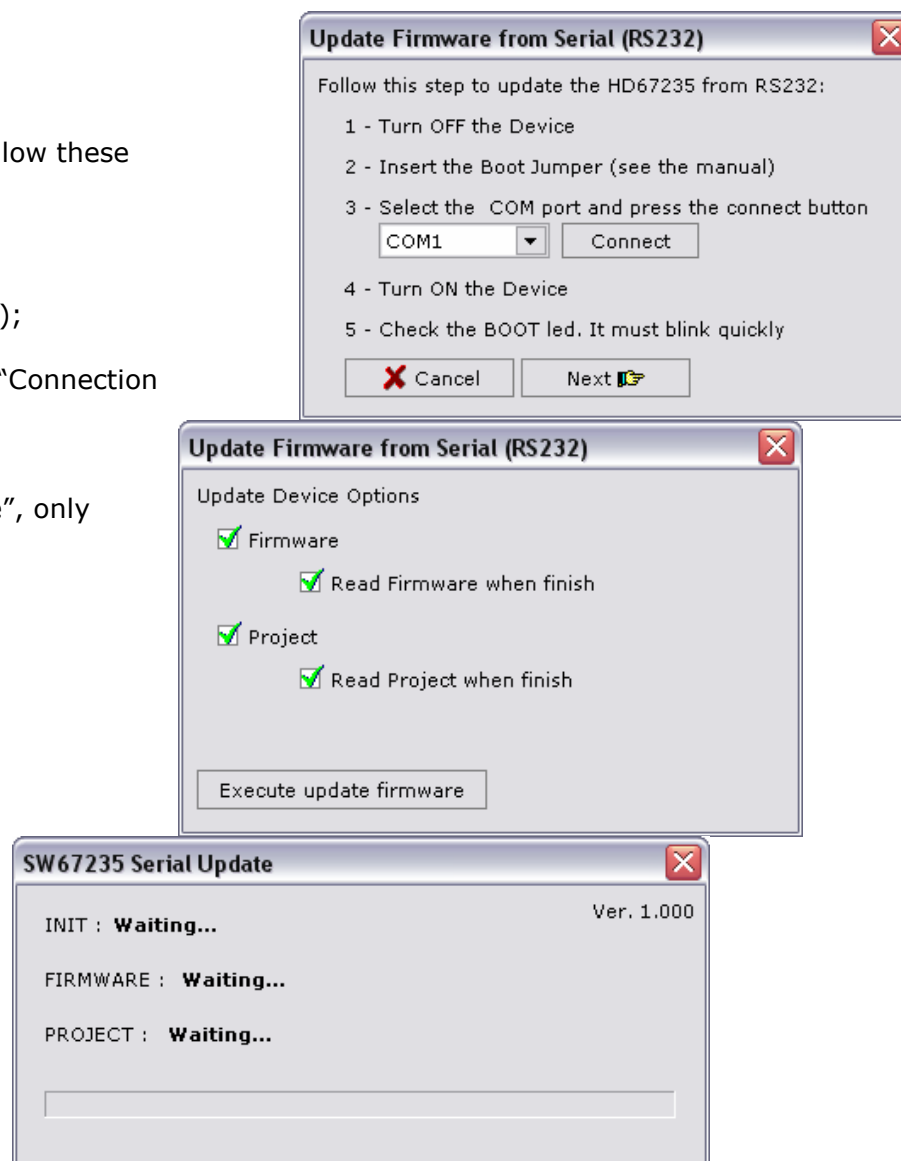 Update Firmware from Serial (RS232)
Follow this step to update the HD67235 from RS232:
1 - Turn OFF the Device
2 - Insert the Boot Jumper (see the manual)
3 - Select the COM port and press the connect button
COM1 Connect
4 - Turn ON the Device
5 - Check the BOOT led. It must blink quickly
Cancel Next
low these
);
“Connection
”, only
Update Firmware from Serial (RS232)
Update Device Options
Firmware
Read Firmware when finish
Project
Read Project when finish
Execute update firmware
SW67235 Serial Update
Ver. 1.000
INIT : Waiting...
FIRMWARE : Waiting...
PROJECT : Waiting...